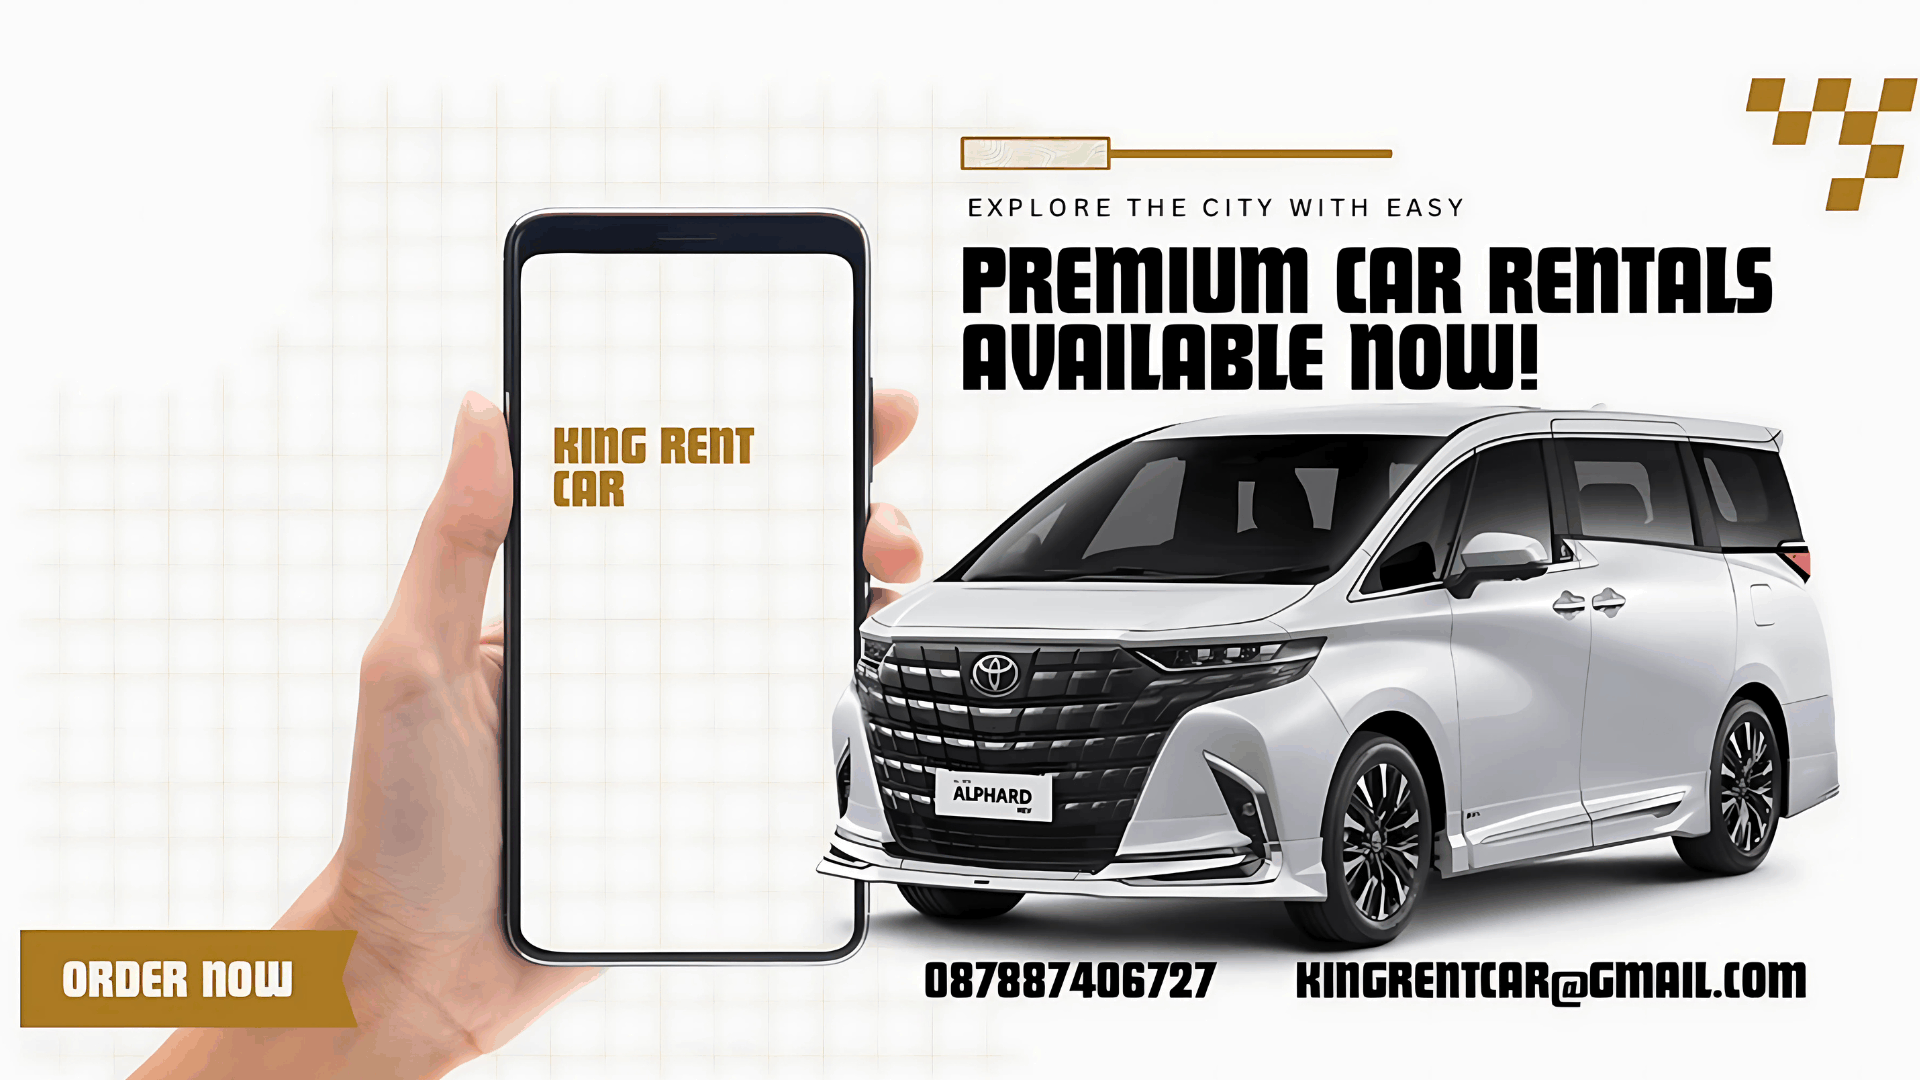 EXPLORE THE CITY WITH EASY
PREMIUM CAR RENTALS
AVAILABLE NOW!
KING RENT
CAR
ALPHARD
NEW
ORDER NOW
087887406727
KINGRENTCAR@GMAIL.COM